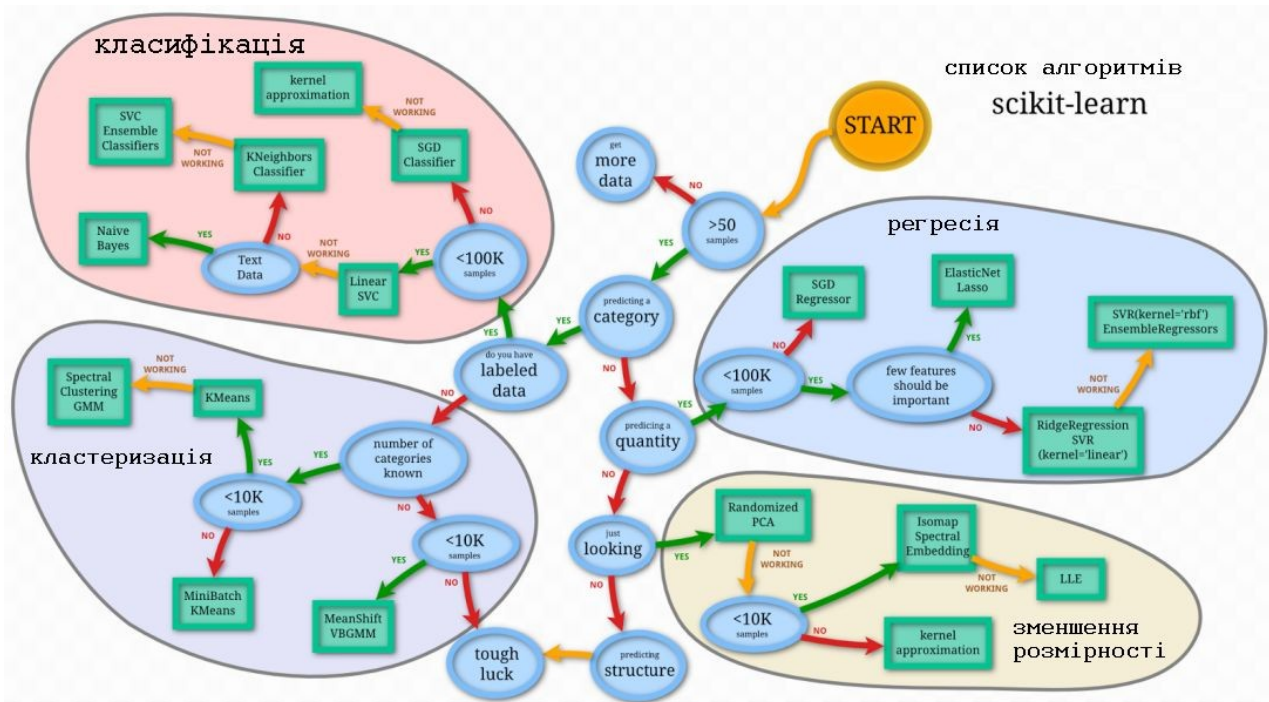 список алгоритмів
scikit-learn
START
get
more
data
NO
>50
samples
YES
predicting a
category
YES
NO
do you have
labeled
data
YES
NO
predicting a
quantity
YES
NO
just
looking
YES
NO
predicting
structure
tough
luck
класифікація
kernel
approximation
NOT
WORKING
SVC
Ensemble
Classifiers
NOT
WORKING
KNeighbors
Classifier
SGD
Classifier
NO
<100K
samples
YES
Linear
SVC
NOT
WORKING
Text
Data
NO
YES
Naive
Bayes
регресія
SGD
Regressor
NO
<100K
samples
YES
few features
should be
important
YES
ElasticNet
Lasso
NO
RidgeRegression
SVR
(kernel='linear')
NOT
WORKING
SVR(kernel='rbf')
EnsembleRegressors
кластеризація
Spectral
Clustering
GMM
NOT
WORKING
KMeans
YES
number of
categories
known
YES
<10K
samples
NO
MiniBatch
KMeans
NO
<10K
samples
YES
NO
MeanShift
VBGMM
зменшення
розмірності
Randomized
PCA
NOT
WORKING
<10K
samples
YES
Isomap
Spectral
Embedding
NOT
WORKING
LLE
NO
kernel
approximation